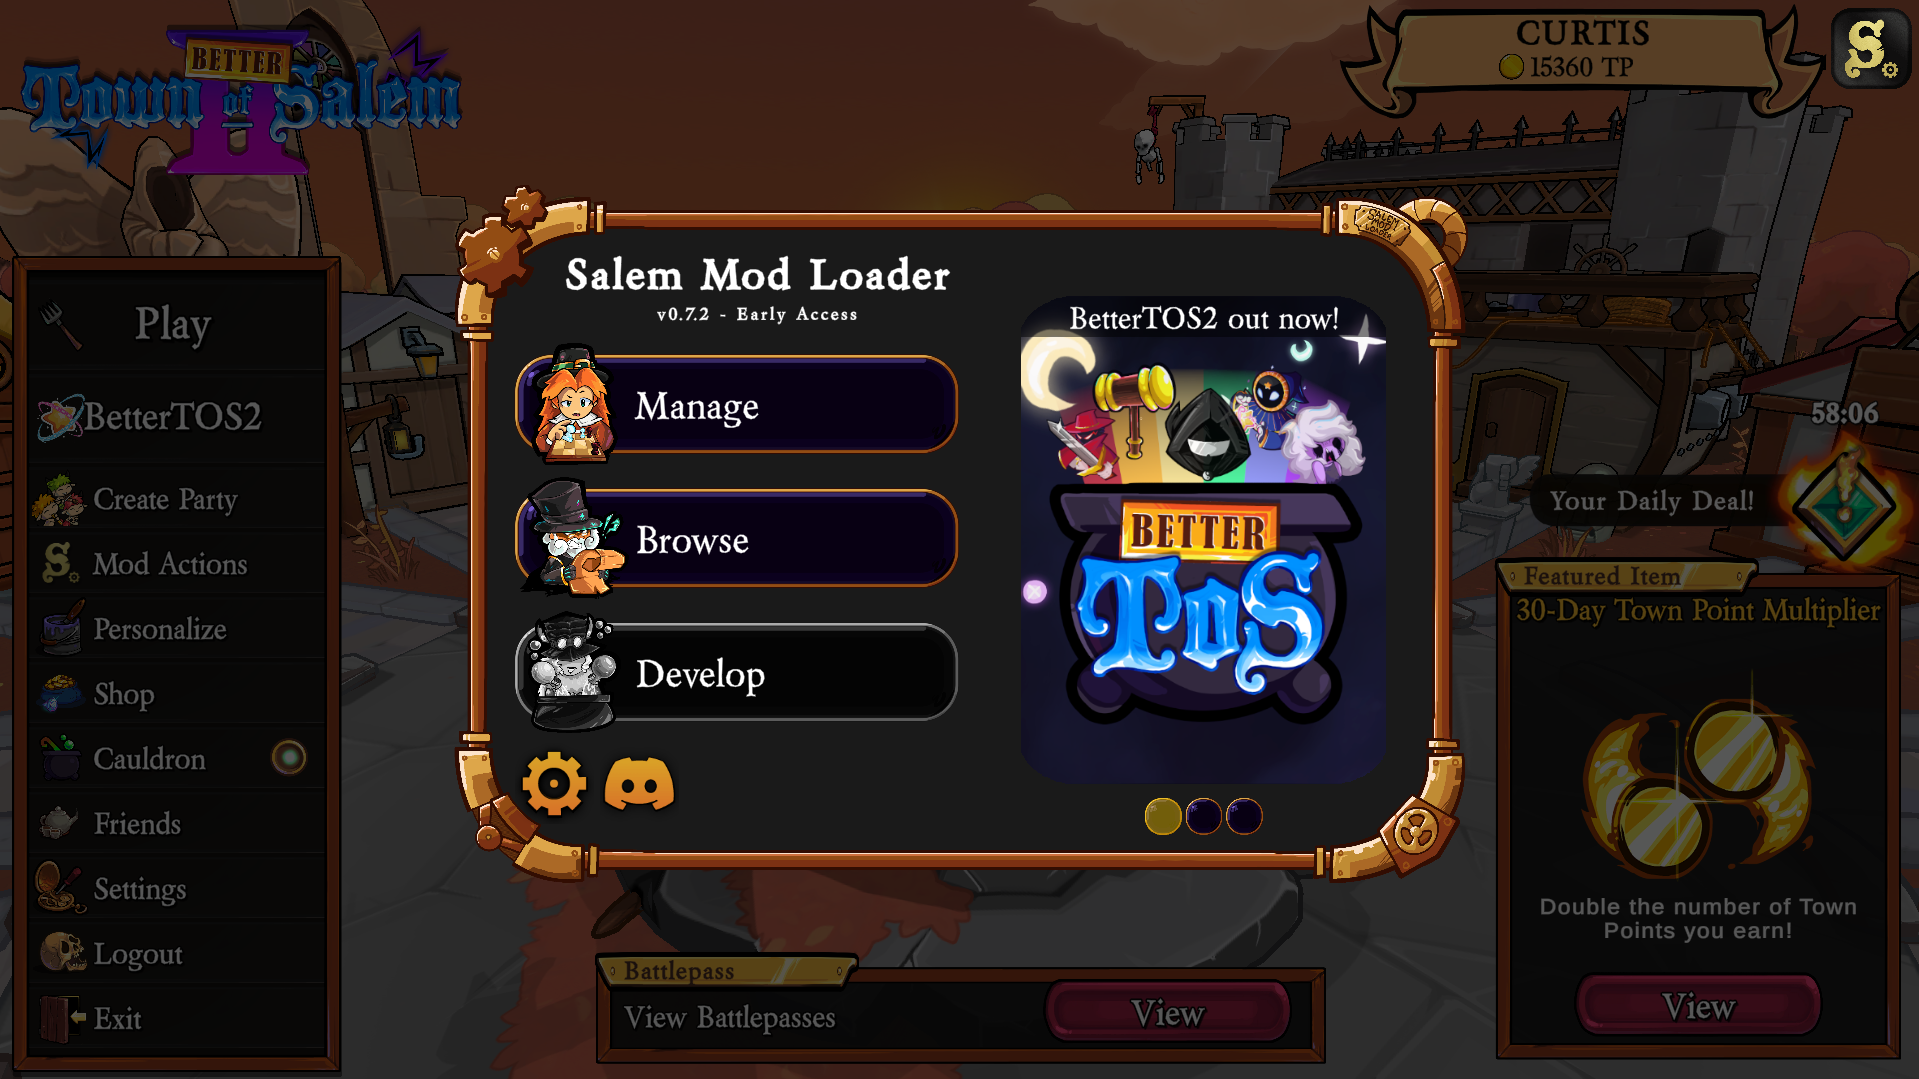 BETTER
Town of Salem
II
CURTIS
15360 TP
Play
BetterTOS2
Create Party
Mod Actions
Personalize
Shop
Cauldron
Friends
Settings
Logout
Exit
SALEM
MOD
LOADER
Salem Mod Loader
v0.7.2 - Early Access
Manage
Browse
Develop
BetterTOS2 out now!
BETTER
ToS
58:06
Your Daily Deal!
Featured Item
30-Day Town Point Multiplier
Double the number of Town
Points you earn!
View
Battlepass
View Battlepasses
View